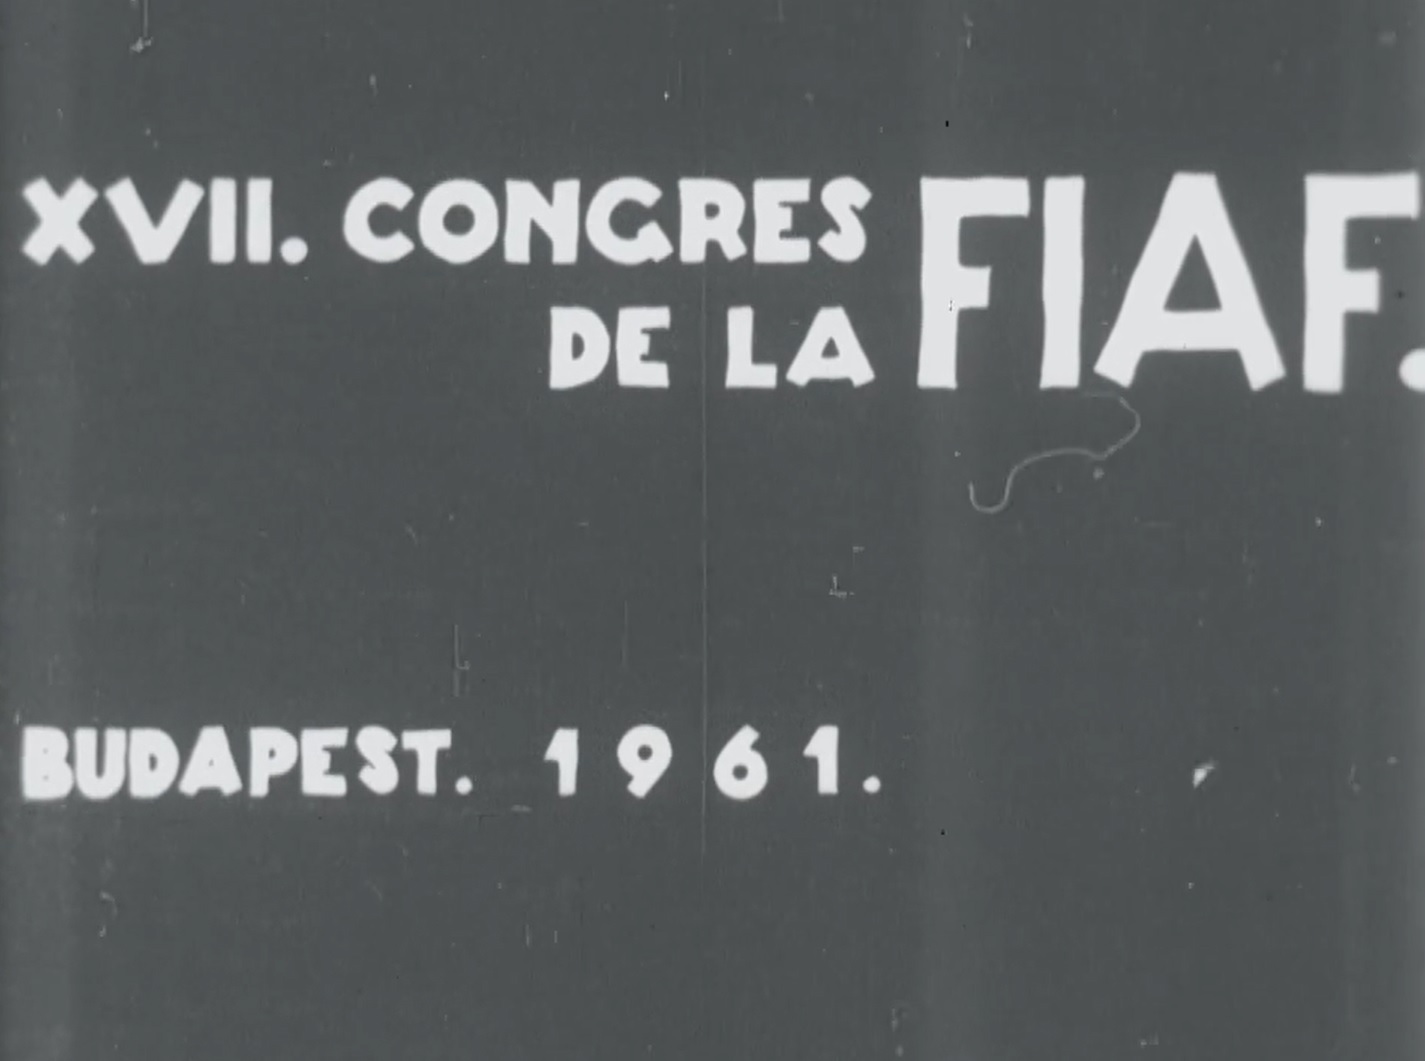 XVII. CONGRES
DE LA FIAF.
BUDAPEST. 1961.